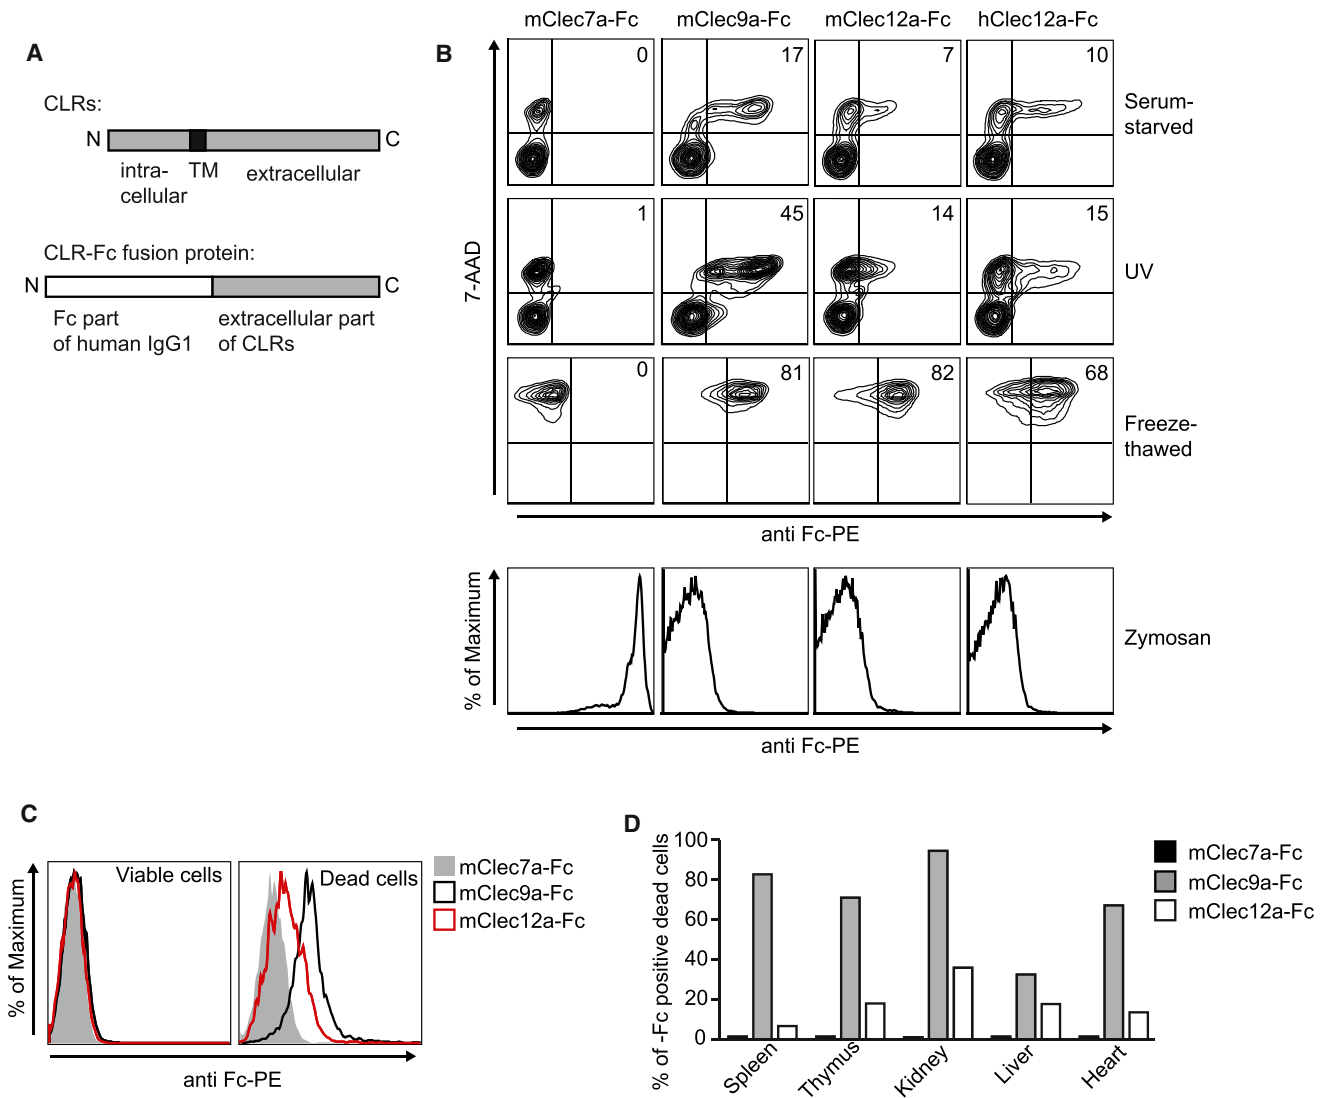 A
CLRs:
N
C
intra-
cellular
TM
extracellular
CLR-Fc fusion protein:
N
C
Fc part
of human IgG1
extracellular part
of CLRs
B
mClec7a-Fc
mClec9a-Fc
mClec12a-Fc
hClec12a-Fc
0
17
7
10
Serum-
starved
1
45
14
15
UV
0
81
82
68
Freeze-
thawed
7-AAD
anti Fc-PE
% of Maximum
Zymosan
anti Fc-PE
C
% of Maximum
Viable cells
Dead cells
mClec7a-Fc
mClec9a-Fc
mClec12a-Fc
anti Fc-PE
D
% of -Fc positive dead cells
100
80
60
40
20
0
Spleen
Thymus
Kidney
Liver
Heart
mClec7a-Fc
mClec9a-Fc
mClec12a-Fc